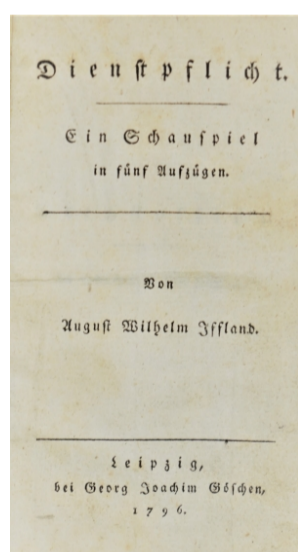 Dienstpflicht.
Ein Schauspiel
in fünf Aufzügen.
Von
August Wilhelm Iffland.
Leipzig,
bei Georg Joachim Göschen,
1796.